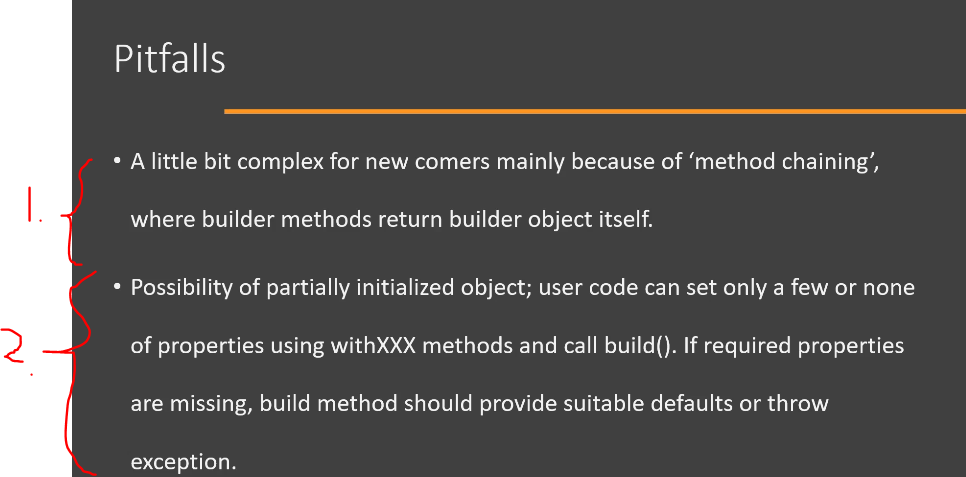 Pitfalls
1.
• A little bit complex for new comers mainly because of ‘method chaining’,
where builder methods return builder object itself.
2.
• Possibility of partially initialized object; user code can set only a few or none
of properties using withXXX methods and call build(). If required properties
are missing, build method should provide suitable defaults or throw
exception.